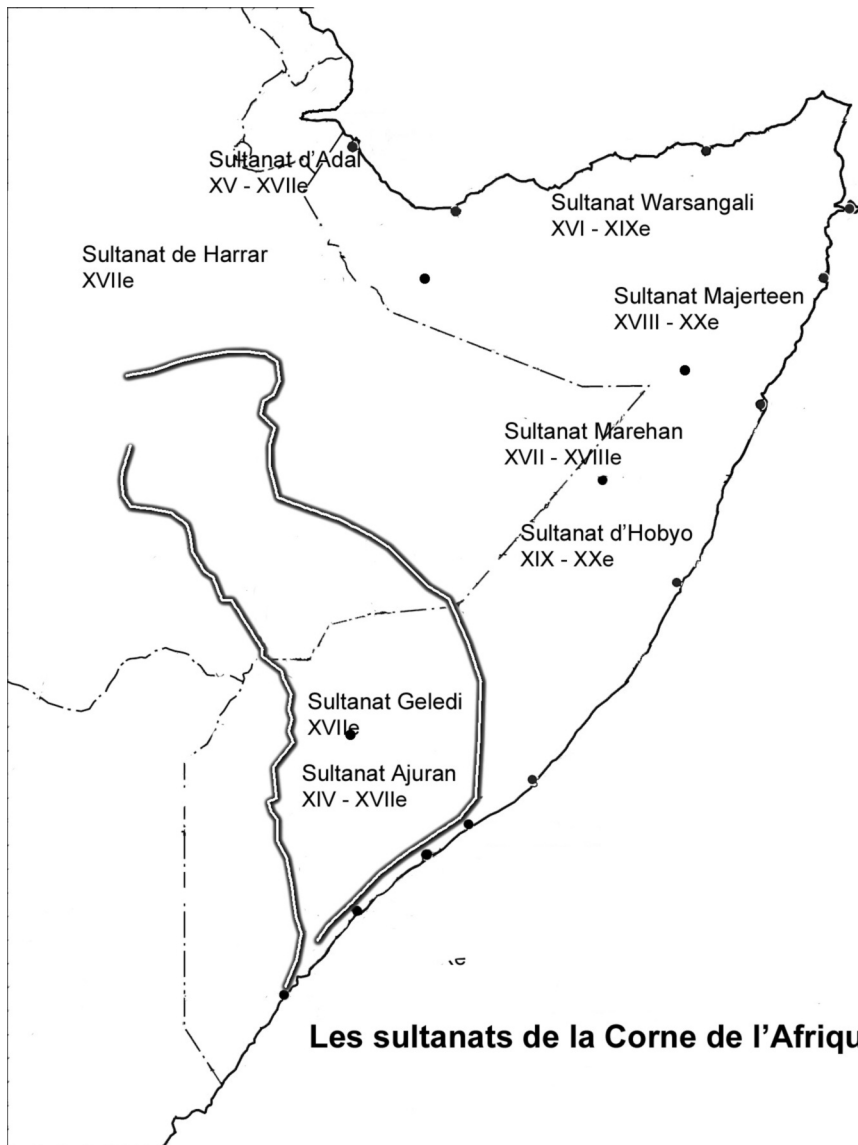 Sultanat d'Adal
XV - XVIIe
Sultanat Warsangali
XVI - XIXe
Sultanat de Harrar
XVIIe
Sultanat Majerteen
XVIII - XXe
Sultanat Marehan
XVII - XVIIIe
Sultanat d'Hobyo
XIX - XXe
Sultanat Geledi
XVIIe
Sultanat Ajuran
XIV - XVIIe
Les sultanats de la Corne de l'Afriqu